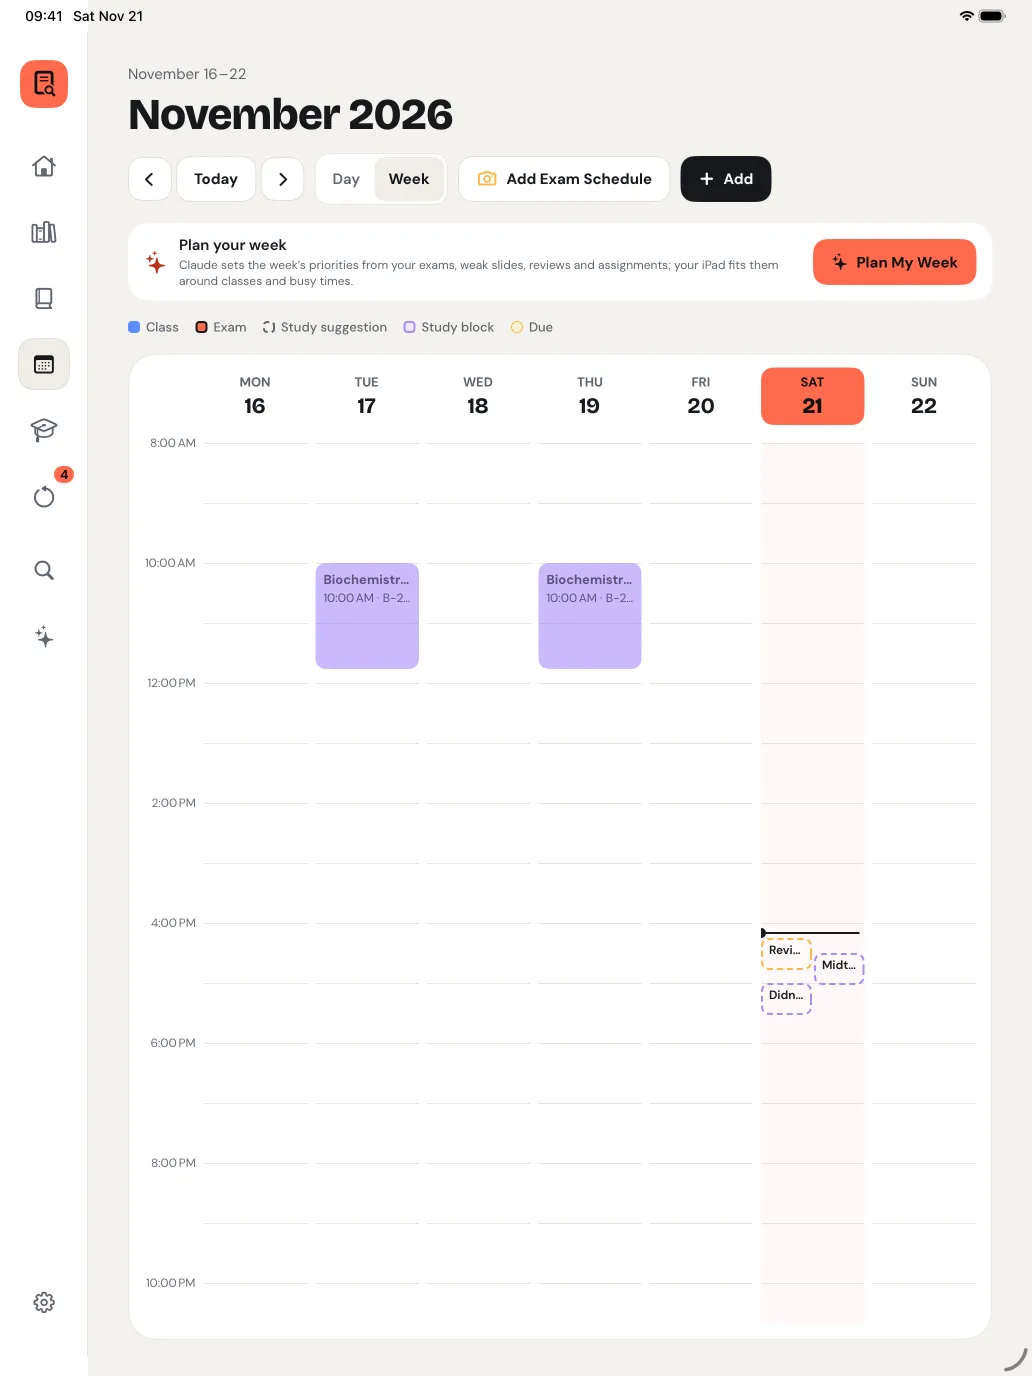 09:41 Sat Nov 21
November 16–22
November 2026
Today
Day
Week
Add Exam Schedule
+ Add
Plan your week
Claude sets the week's priorities from your exams, weak slides, reviews and assignments; your iPad fits them
around classes and busy times.
Plan My Week
Class
Exam
Study suggestion
Study block
Due
MON
16
TUE
17
WED
18
THU
19
FRI
20
SAT
21
SUN
22
8:00 AM
4
10:00 AM
Biochemistr...
10:00 AM · B-2...
Biochemistr...
10:00 AM · B-2...
12:00 PM
2:00 PM
4:00 PM
Revi...
Midt...
Didn...
6:00 PM
8:00 PM
10:00 PM